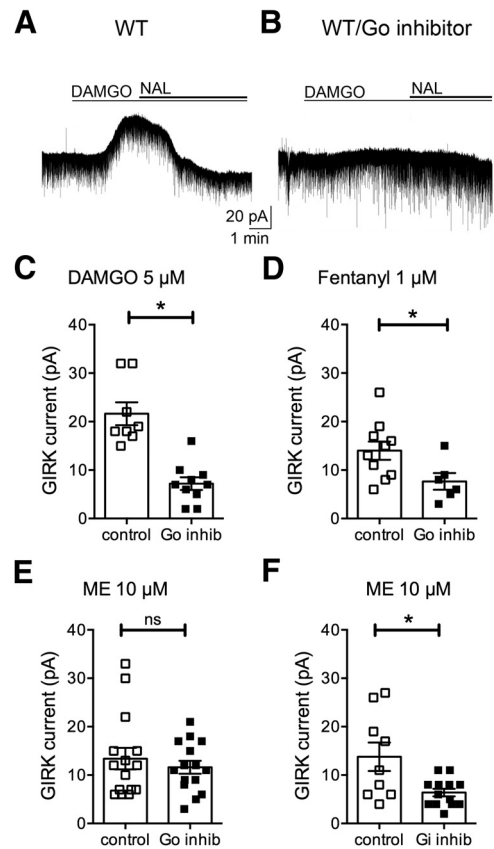 A WT
B WT/Go inhibitor
DAMGO NAL
DAMGO NAL
20 pA
1 min
C DAMGO 5 µM
*
GIRK current (pA)
40
30
20
10
0
control Go inhib
D Fentanyl 1 µM
*
GIRK current (pA)
40
30
20
10
0
control Go inhib
E ME 10 µM
ns
GIRK current (pA)
40
30
20
10
0
control Go inhib
F ME 10 µM
*
GIRK current (pA)
40
30
20
10
0
control Gi inhib